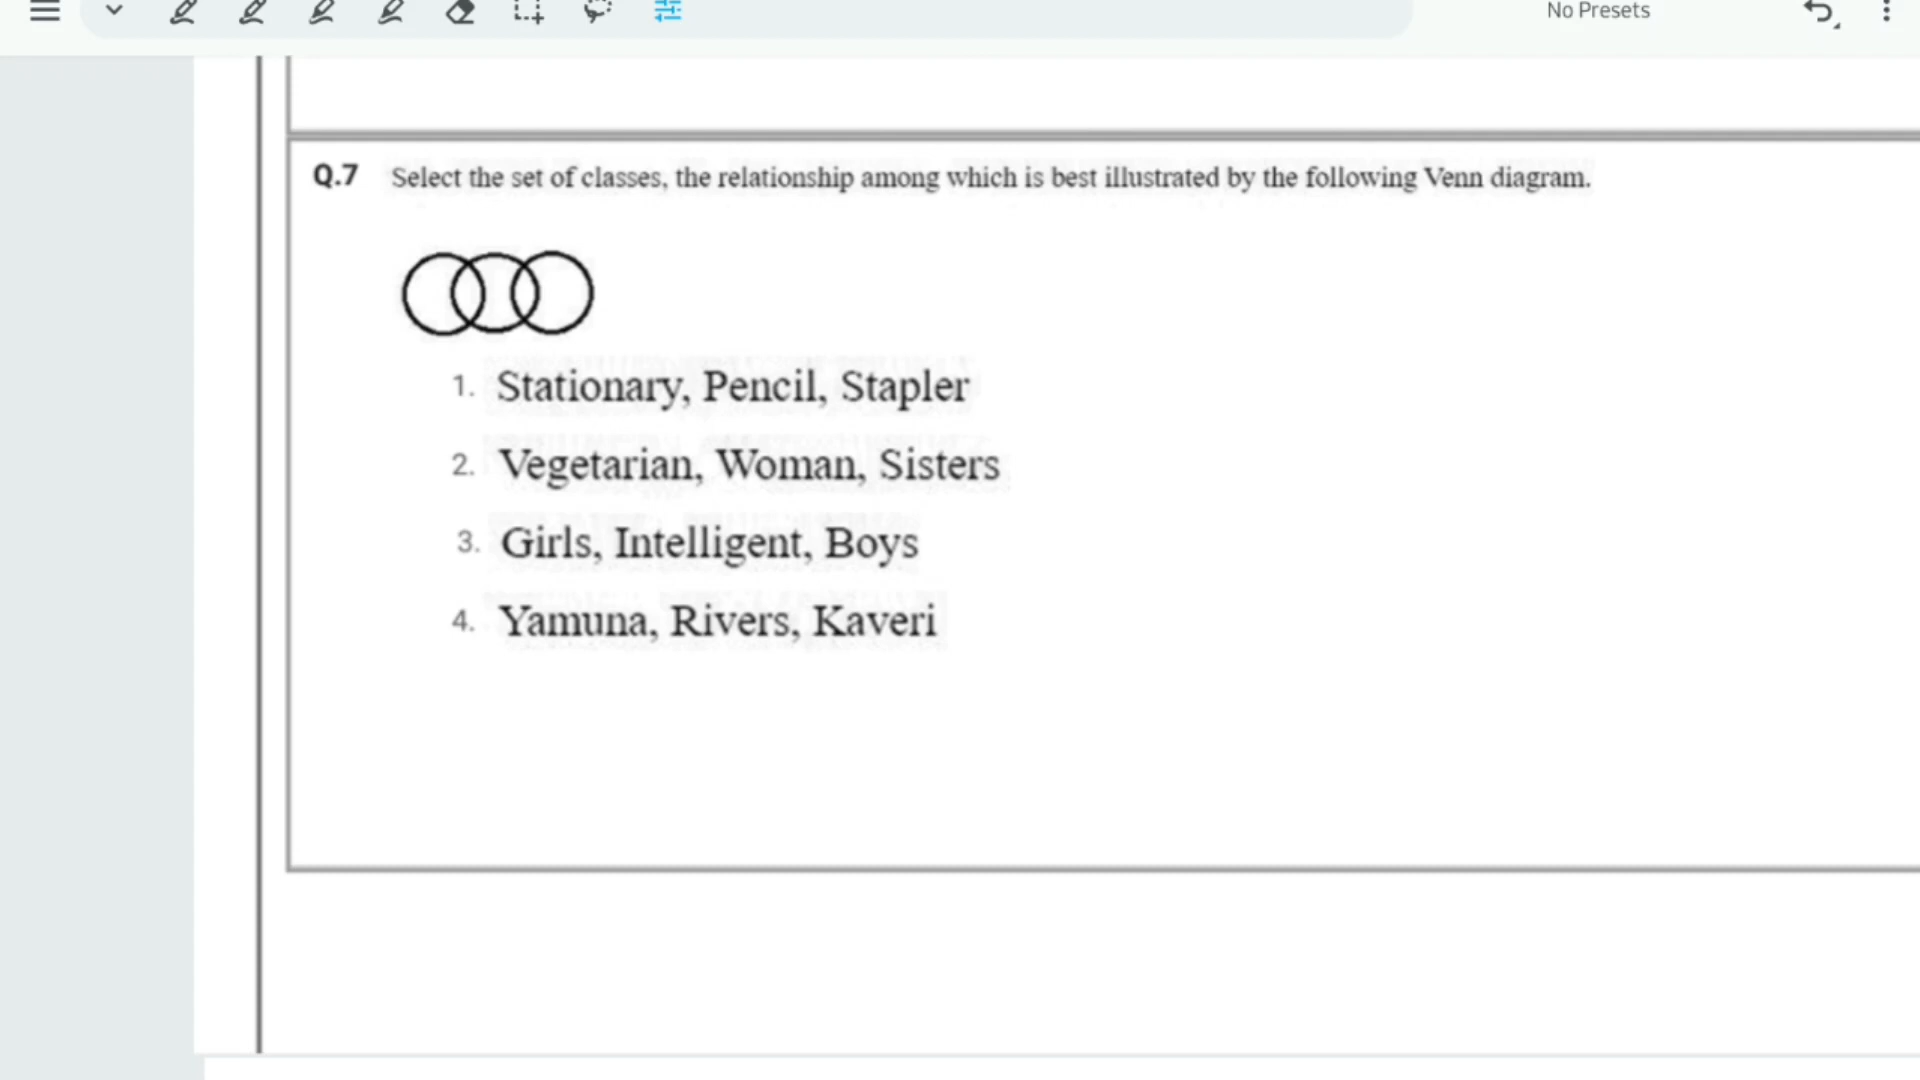 No Presets
Q.7 Select the set of classes, the relationship among which is best illustrated by the following Venn diagram.
1. Stationary, Pencil, Stapler
2. Vegetarian, Woman, Sisters
3. Girls, Intelligent, Boys
4. Yamuna, Rivers, Kaveri